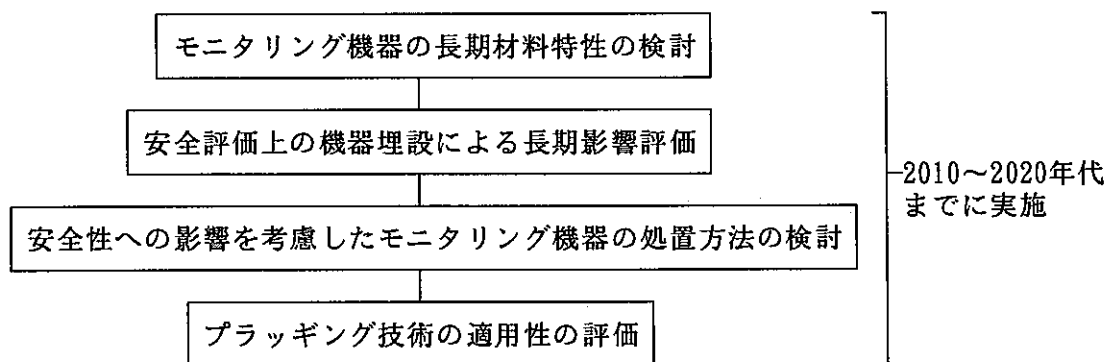 モニタリング機器の長期材料特性の検討
安全評価上の機器埋設による長期影響評価
2010～2020年代
までに実施
安全性への影響を考慮したモニタリング機器の処置方法の検討
プラッギング技術の適用性の評価